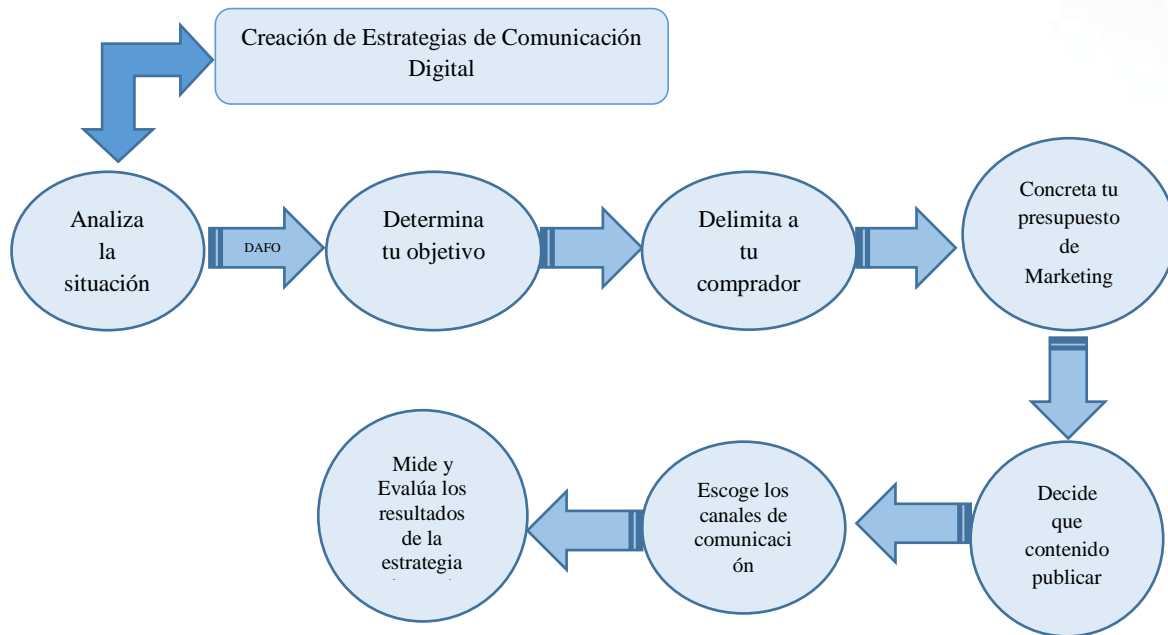 Creación de Estrategias de Comunicación
Digital
Analiza
la
situación
DAFO
Determina
tu objetivo
Delimita a
tu
comprador
Concreta tu
presupuesto
de
Marketing
Decide
que
contenido
publicar
Escoge los
canales de
comunicaci
ón
Mide y
Evalúa los
resultados
de la
estrategia